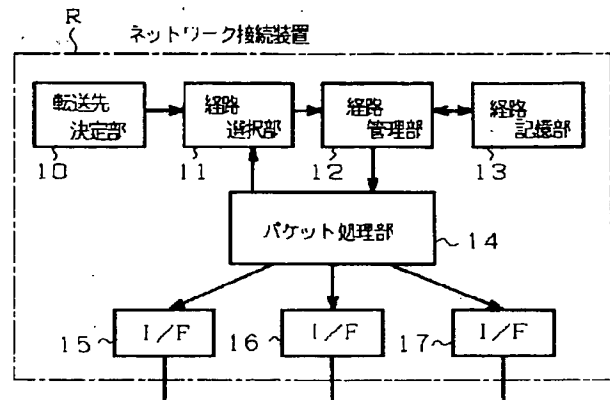 R
ネットワーク接続装置
転送先
決定部
経路
選択部
経路
管理部
経路
記憶部
10
11
12
13
パケット処理部
14
15
I/F
16
I/F
17
I/F